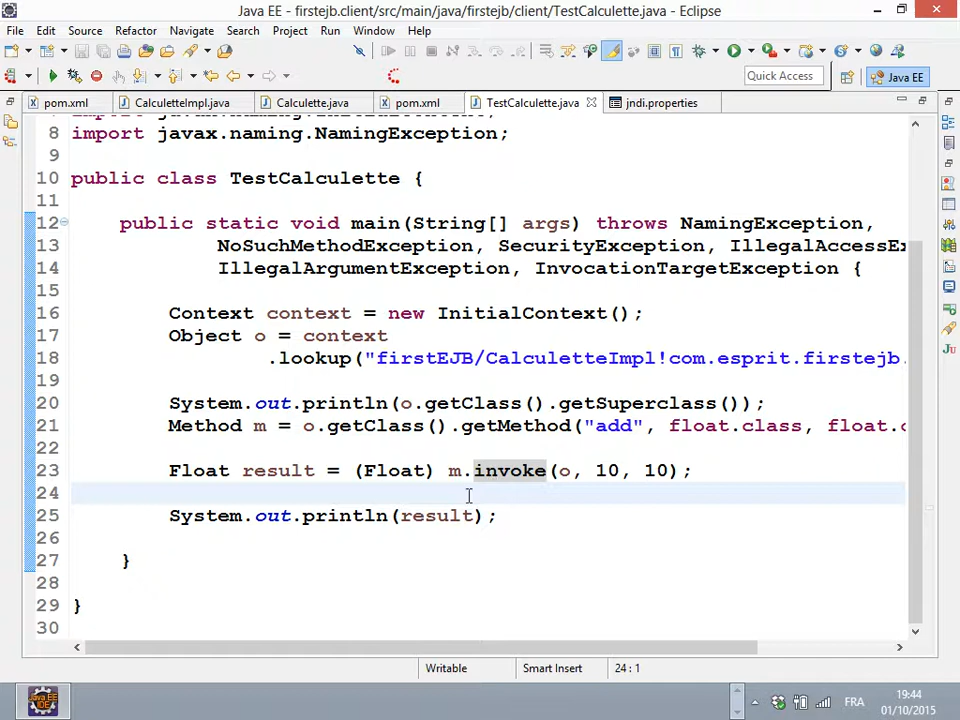 Java EE - firstejb.client/src/main/java/firstejb/client/TestCalculette.java - Eclipse
File Edit Source Refactor Navigate Search Project Run Window Help
Quick Access Java EE
pom.xml CalculetteImpl.java Calculette.java pom.xml TestCalculette.java jndi.properties
8 import javax.naming.NamingException;
9
10 public class TestCalculette {
11
12 public static void main(String[] args) throws NamingException,
13 NoSuchMethodException, SecurityException, IllegalAccessEx
14 IllegalArgumentException, InvocationTargetException {
15
16 Context context = new InitialContext();
17 Object o = context
18 .lookup("firstEJB/CalculetteImpl!com.esprit.firstejb.
19
20 System.out.println(o.getClass().getSuperclass());
21 Method m = o.getClass().getMethod("add", float.class, float.c
22
23 Float result = (Float) m.invoke(o, 10, 10);
24
25 System.out.println(result);
26
27 }
28
29 }
30
Writable Smart Insert 24 : 1
Java EE IDE
FRA
19:44
01/10/2015